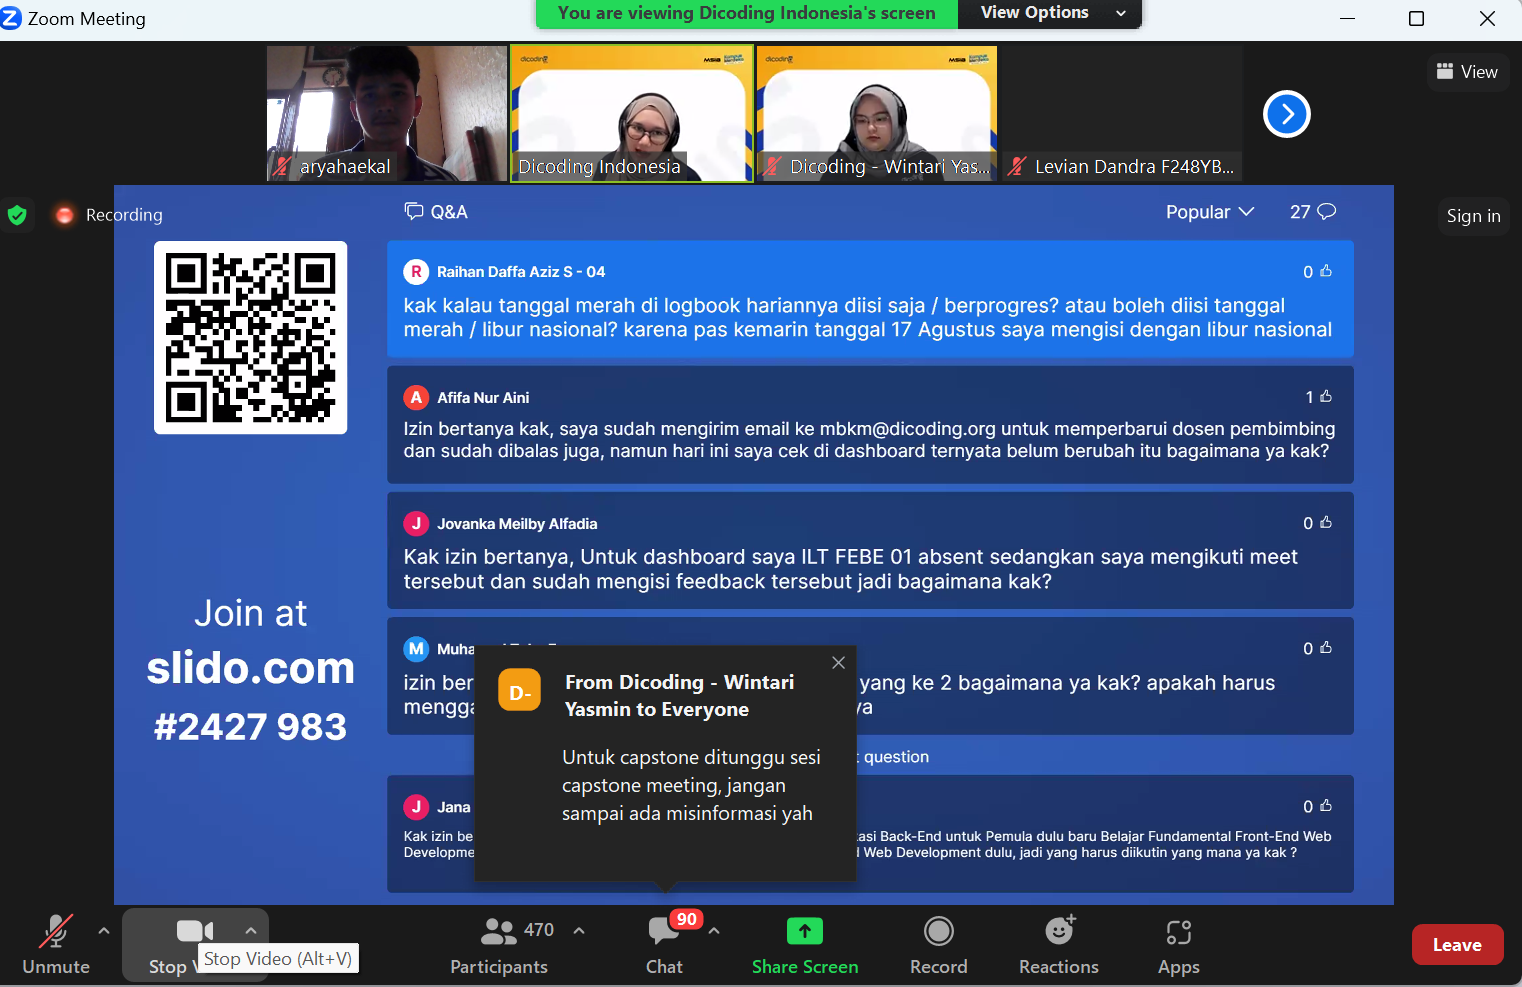 Zoom Meeting
You are viewing Dicoding Indonesia's screen
View Options
View
dicoding
MSIB
dicoding
MSIB
aryahaekal
Dicoding Indonesia
Dicoding - Wintari Yas...
Levian Dandra F248YB...
Recording
Sign in
Q&A
Popular
27
R
Raihan Daffa Aziz S - 04
0
kak kalau tanggal merah di logbook hariannya diisi saja / berprogres? atau boleh diisi tanggal
merah / libur nasional? karena pas kemarin tanggal 17 Agustus saya mengisi dengan libur nasional
A
Afifa Nur Aini
1
Izin bertanya kak, saya sudah mengirim email ke mbkm@dicoding.org untuk memperbarui dosen pembimbing
dan sudah dibalas juga, namun hari ini saya cek di dashboard ternyata belum berubah itu bagaimana ya kak?
J
Jovanka Meilby Alfadia
0
Kak izin bertanya, Untuk dashboard saya ILT FEBE 01 absent sedangkan saya mengikuti meet
tersebut dan sudah mengisi feedback tersebut jadi bagaimana kak?
Join at
slido.com
#2427 983
M
Muha
0
izin ber
yang ke 2 bagaimana ya kak? apakah harus
mengga
ya
question
J
Jana
0
Kak izin be
asi Back-End untuk Pemula dulu baru Belajar Fundamental Front-End Web
Developme
Web Development dulu, jadi yang harus diikutin yang mana ya kak ?
D-
From Dicoding - Wintari
Yasmin to Everyone
Untuk capstone ditunggu sesi
capstone meeting, jangan
sampai ada misinformasi yah
Unmute
Stop V
Stop Video (Alt+V)
470
Participants
90
Chat
Share Screen
Record
Reactions
Apps
Leave